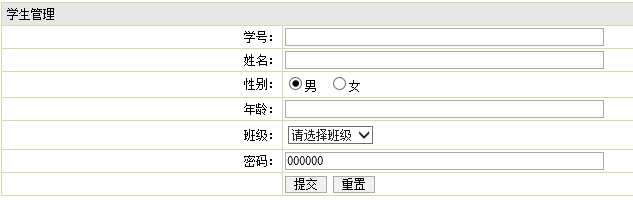 学生管理
学号：
姓名：
性别： 男 女
年龄：
班级： 请选择班级
密码： 000000
提交 重置